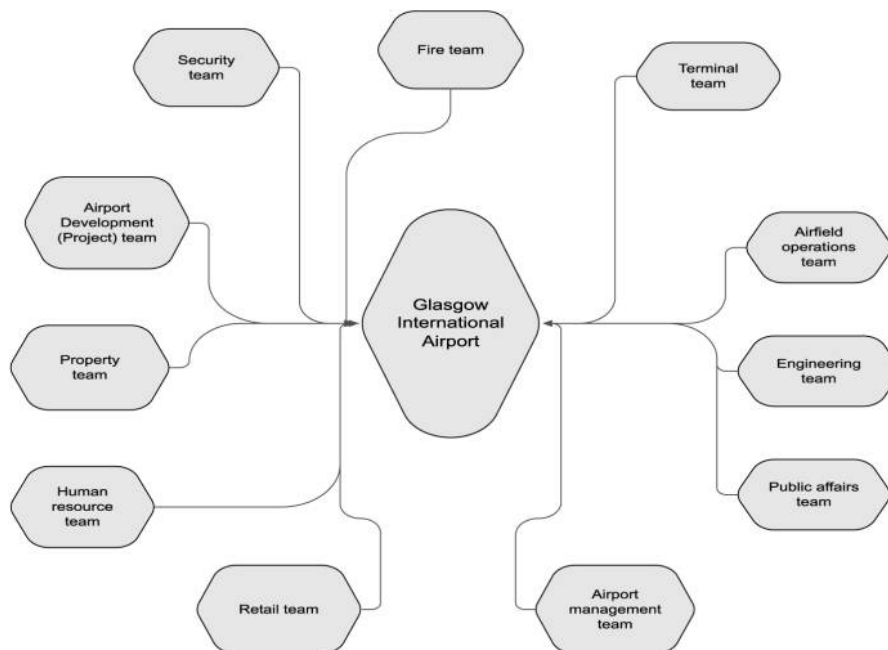 Fire team
Security
team
Terminal
team
Airport
Development
(Project) team
Airfield
operations
team
Glasgow
International
Airport
Property
team
Engineering
team
Human
resource
team
Public affairs
team
Retail team
Airport
management
team